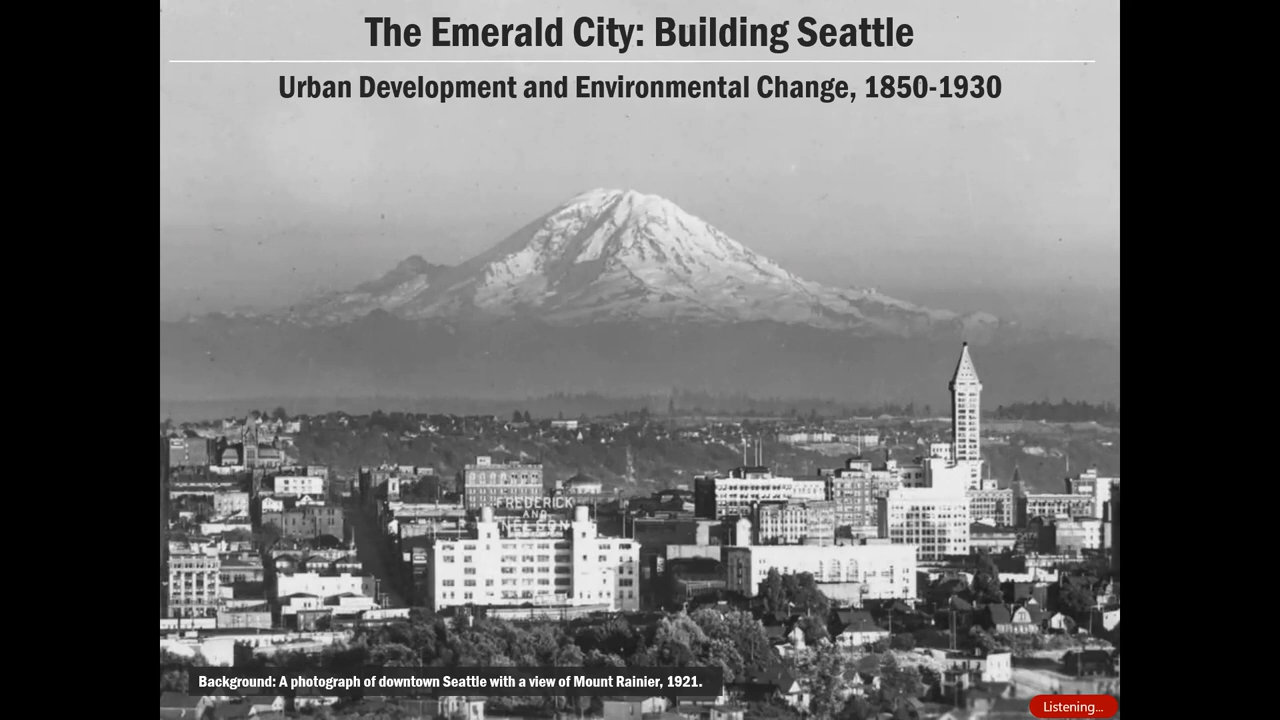 The Emerald City: Building Seattle
Urban Development and Environmental Change, 1850-1930
FREDERICK
AND
NELSON
Background: A photograph of downtown Seattle with a view of Mount Rainier, 1921.
Listening...